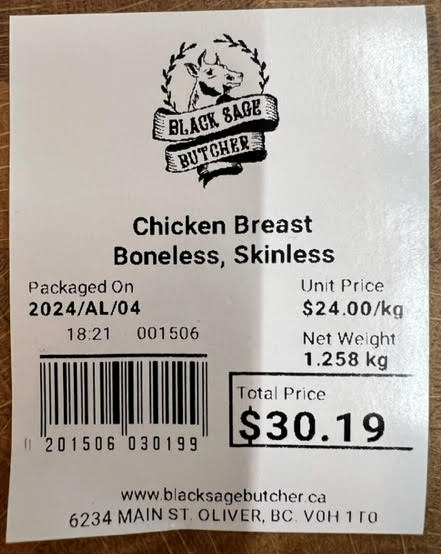 BLACK SAGE
BUTCHER
Chicken Breast
Boneless, Skinless
Packaged On
2024/AL/04
18:21 001506
Unit Price
$24.00/kg
Net Weight
1.258 kg
Total Price
$30.19
0 201506 030199
www.blacksagebutcher.ca
6234 MAIN ST. OLIVER, BC. V0H 1T0